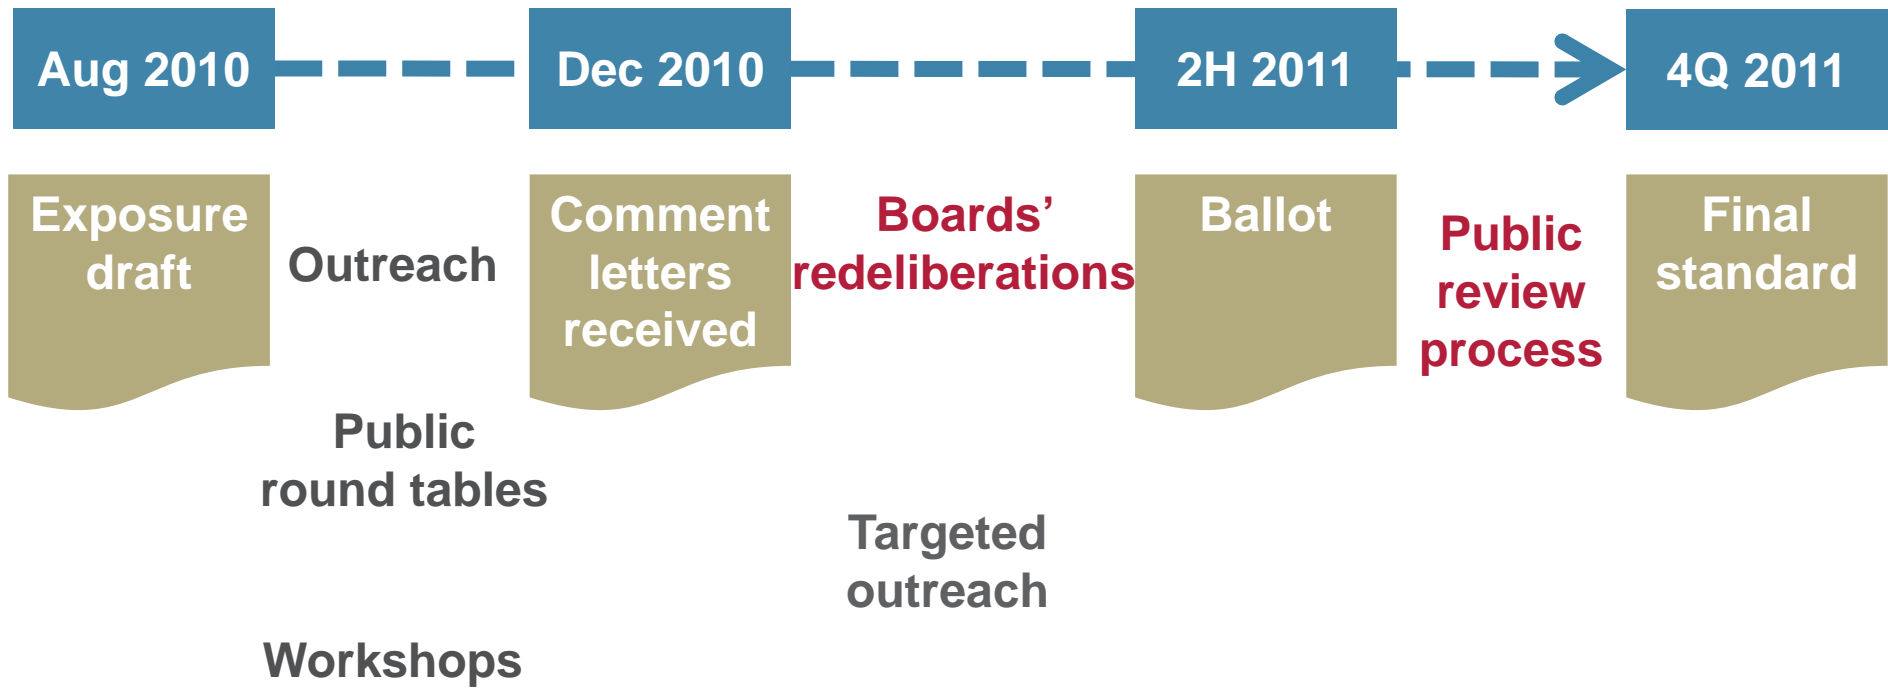 Aug 2010
Dec 2010
2H 2011
4Q 2011
Exposure
draft
Outreach
Public
round tables
Workshops
Comment
letters
received
Boards’
redeliberations
Targeted
outreach
Ballot
Public
review
process
Final
standard